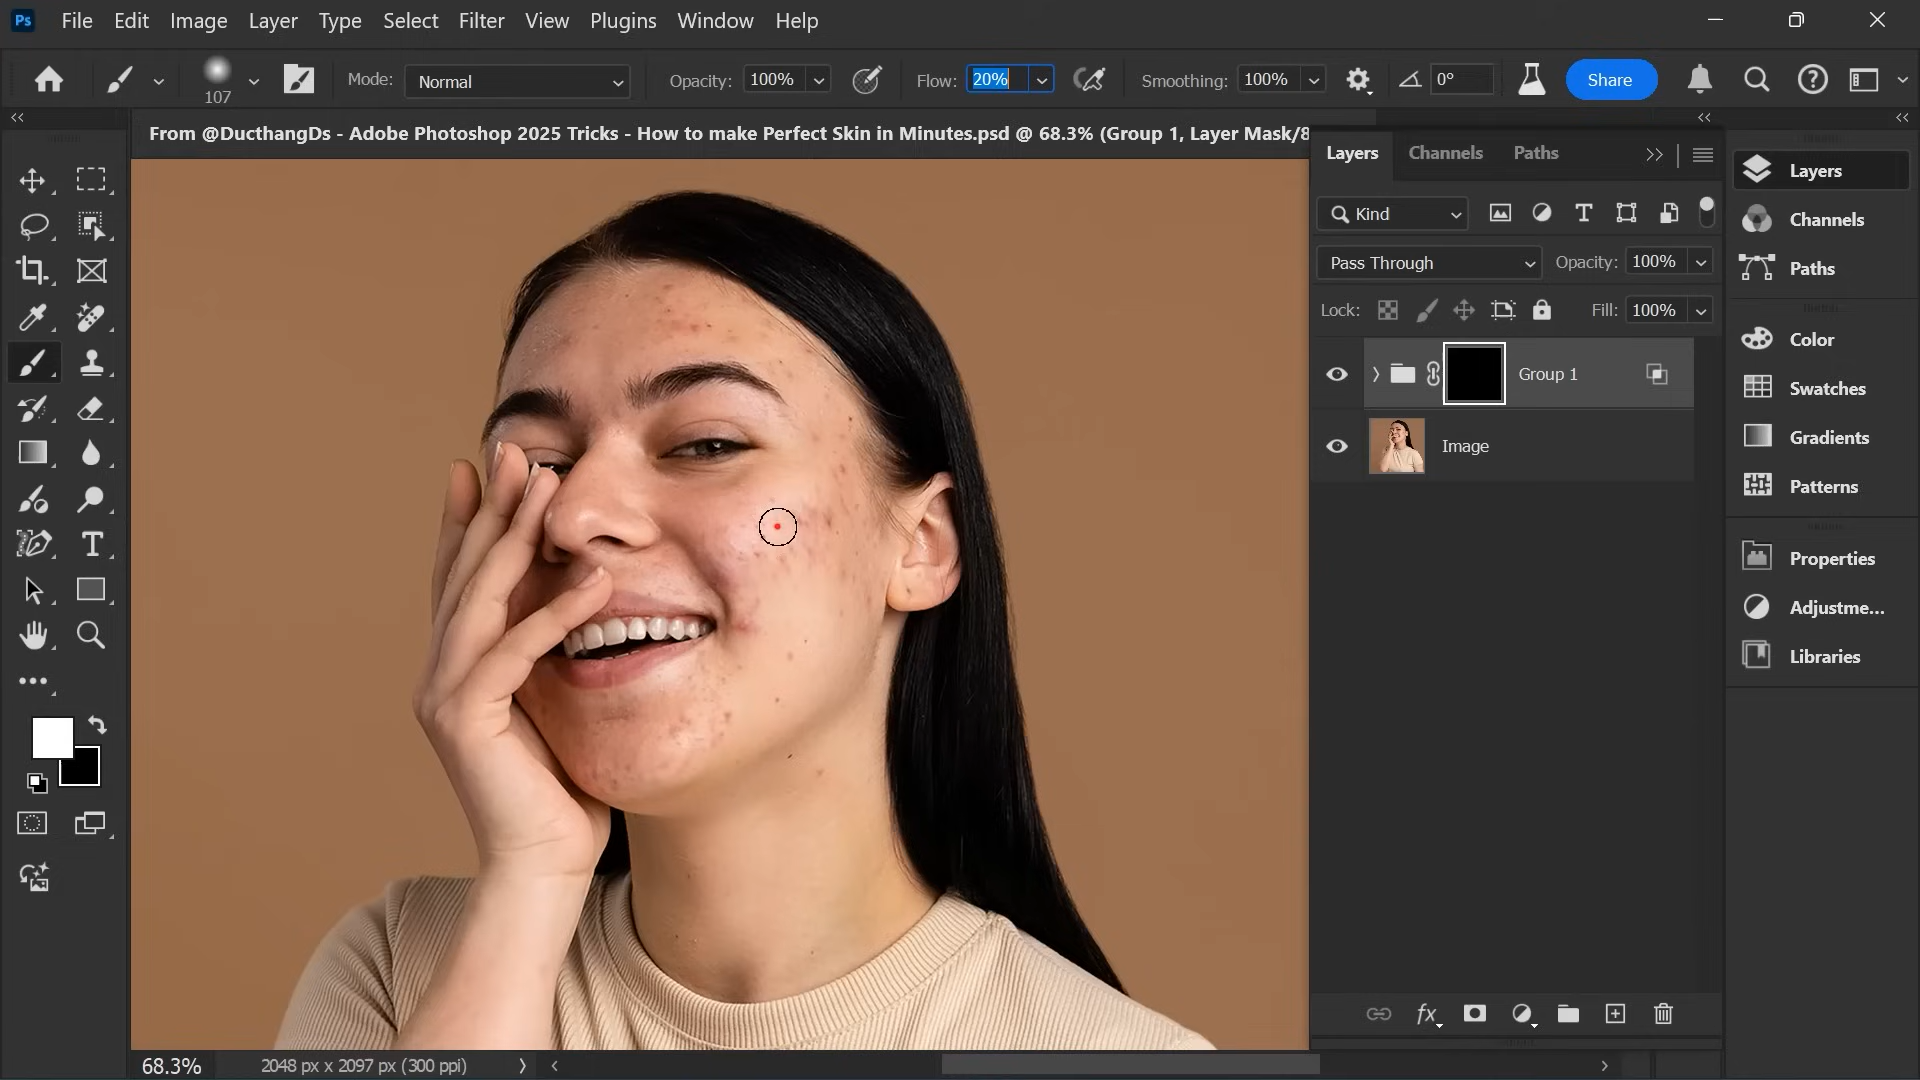 Ps File Edit Image Layer Type Select Filter View Plugins Window Help
107 Mode: Normal Opacity: 100% Flow: 20% Smoothing: 100% 0° Share
From @DucthangDs - Adobe Photoshop 2025 Tricks - How to make Perfect Skin in Minutes.psd @ 68.3% (Group 1, Layer Mask/8
Layers Channels Paths
Kind
Pass Through Opacity: 100%
Lock: Fill: 100%
Group 1
Image
fx
Layers
Channels
Paths
Color
Swatches
Gradients
Patterns
Properties
Adjustme...
Libraries
68.3% 2048 px x 2097 px (300 ppi)